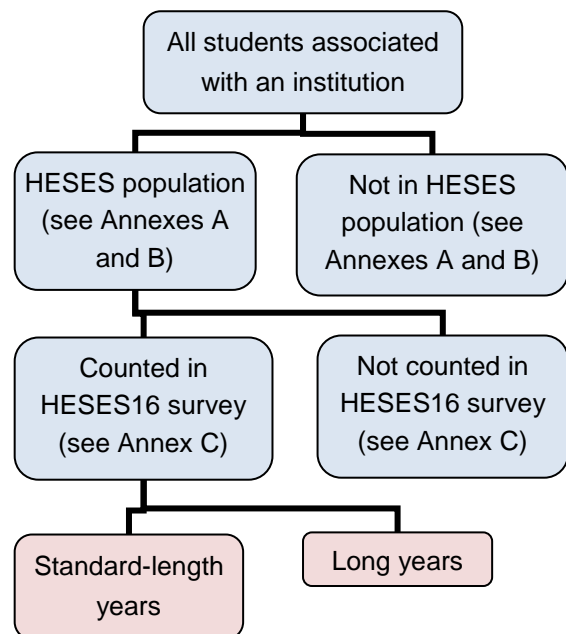 All students associated
with an institution
HESES population
(see Annexes A
and B)
Not in HESES
population (see
Annexes A and B)
Counted in
HESES16 survey
(see Annex C)
Not counted in
HESES16 survey
(see Annex C)
Standard-length
years
Long years